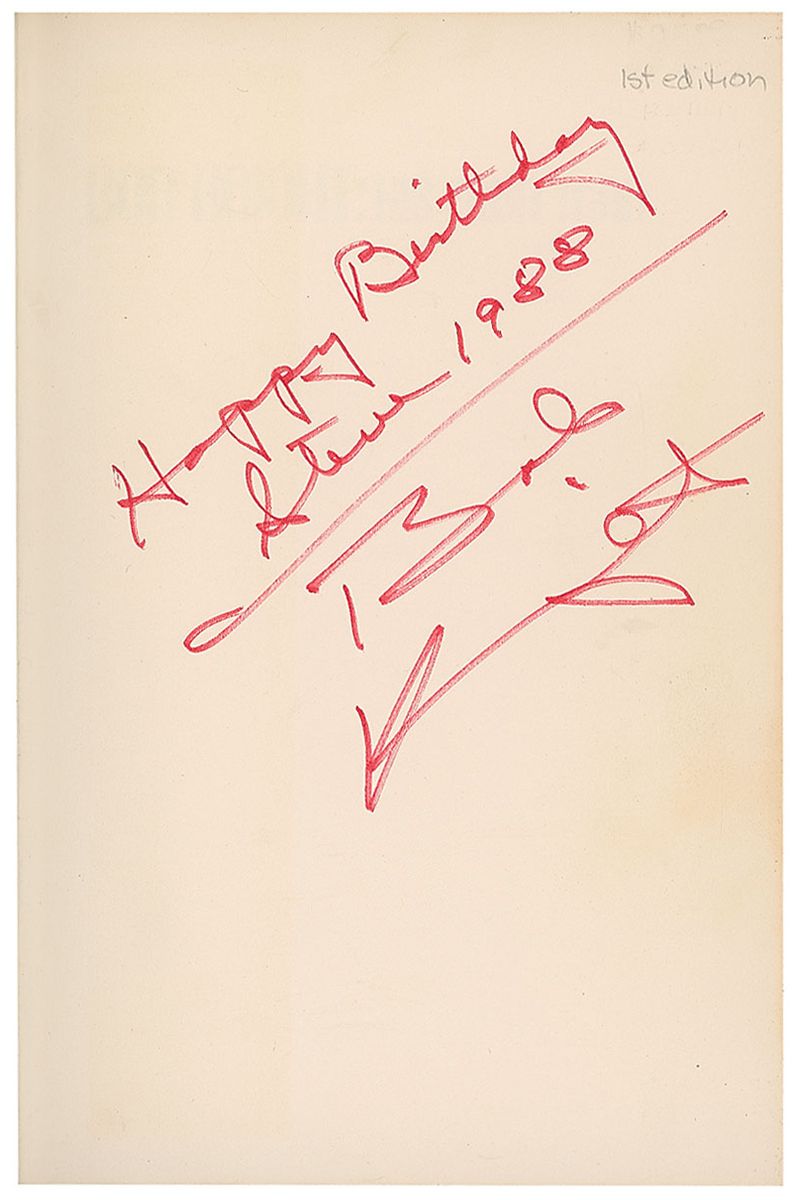 1st edition
Happy Birthday
Steve 1988